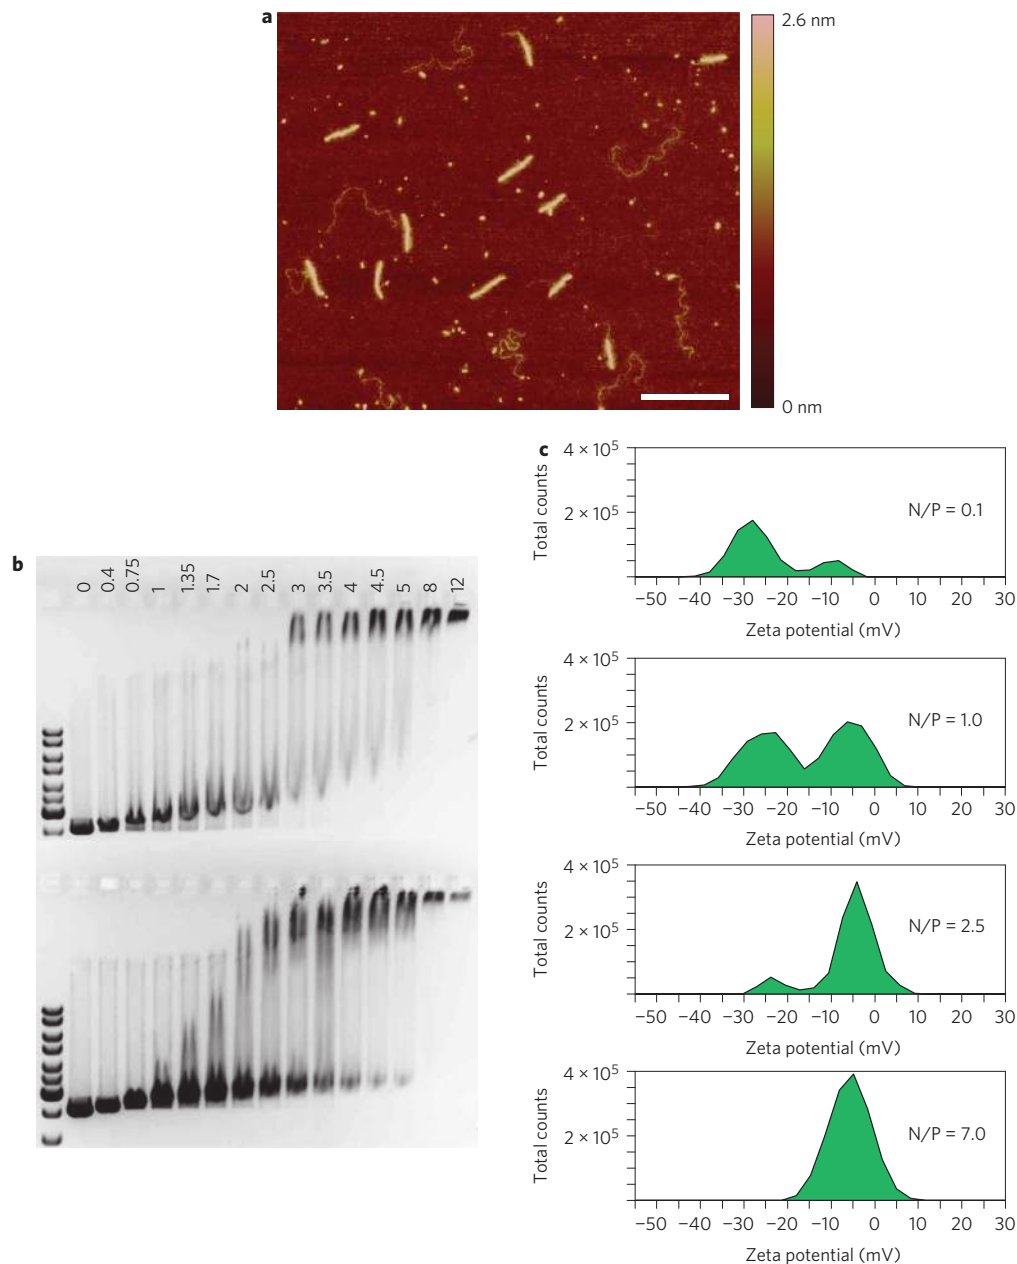 a
2.6 nm
0 nm
b
0 0.4 0.75 1 1.35 1.7 2 2.5 3 3.5 4 4.5 5 8 12
c
4 × 10⁵
2 × 10⁵
Total counts
N/P = 0.1
−50 −40 −30 −20 −10 0 10 20 30
Zeta potential (mV)
4 × 10⁵
2 × 10⁵
Total counts
N/P = 1.0
−50 −40 −30 −20 −10 0 10 20 30
Zeta potential (mV)
4 × 10⁵
2 × 10⁵
Total counts
N/P = 2.5
−50 −40 −30 −20 −10 0 10 20 30
Zeta potential (mV)
4 × 10⁵
2 × 10⁵
Total counts
N/P = 7.0
−50 −40 −30 −20 −10 0 10 20 30
Zeta potential (mV)